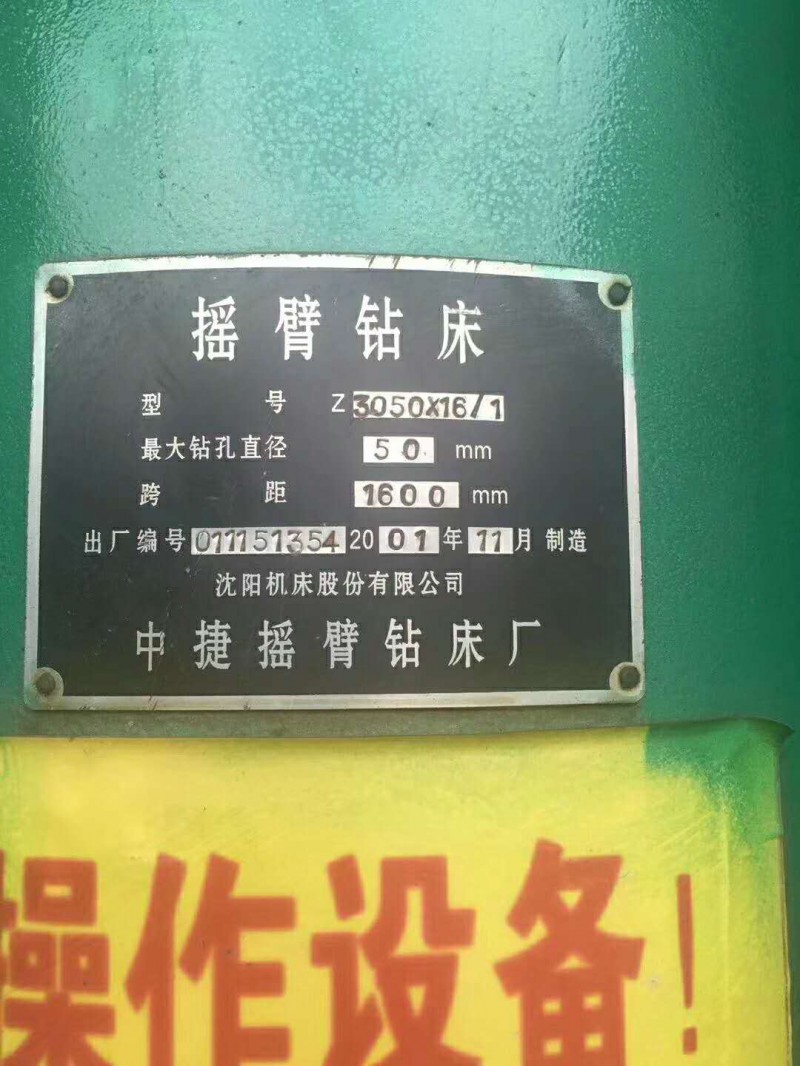 摇臂钻床
型号 Z3050X16/1
最大钻孔直径 50 mm
跨距 1600 mm
出厂编号 011151354 2001年11月制造
沈阳机床股份有限公司
中捷摇臂钻床厂
操作设备!